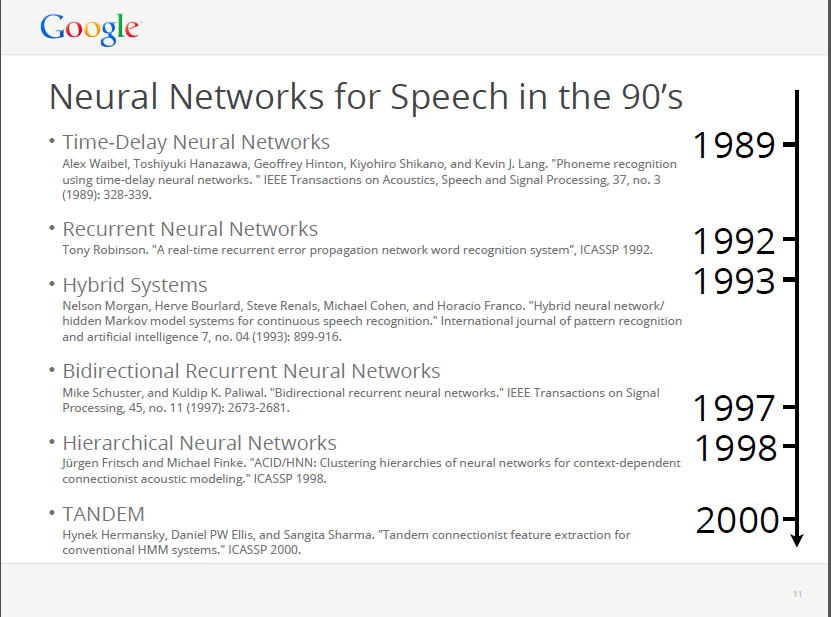 Google
Neural Networks for Speech in the 90's
• Time-Delay Neural Networks
Alex Waibel, Toshiyuki Hanazawa, Geoffrey Hinton, Kiyohiro Shikano, and Kevin J. Lang. "Phoneme recognition
using time-delay neural networks. " IEEE Transactions on Acoustics, Speech and Signal Processing, 37, no. 3
(1989): 328-339.
1989
• Recurrent Neural Networks
Tony Robinson. "A real-time recurrent error propagation network word recognition system”, ICASSP 1992.
1992
• Hybrid Systems
Nelson Morgan, Herve Bourlard, Steve Renals, Michael Cohen, and Horacio Franco. "Hybrid neural network/
hidden Markov model systems for continuous speech recognition." International journal of pattern recognition
and artificial intelligence 7, no. 04 (1993): 899-916.
1993
• Bidirectional Recurrent Neural Networks
Mike Schuster, and Kuldip K. Paliwal. "Bidirectional recurrent neural networks." IEEE Transactions on Signal
Processing, 45, no. 11 (1997): 2673-2681.
1997
• Hierarchical Neural Networks
Jürgen Fritsch and Michael Finke. "ACID/HNN: Clustering hierarchies of neural networks for context-dependent
connectionist acoustic modeling." ICASSP 1998.
1998
• TANDEM
Hynek Hermansky, Daniel PW Ellis, and Sangita Sharma. "Tandem connectionist feature extraction for
conventional HMM systems." ICASSP 2000.
2000
11